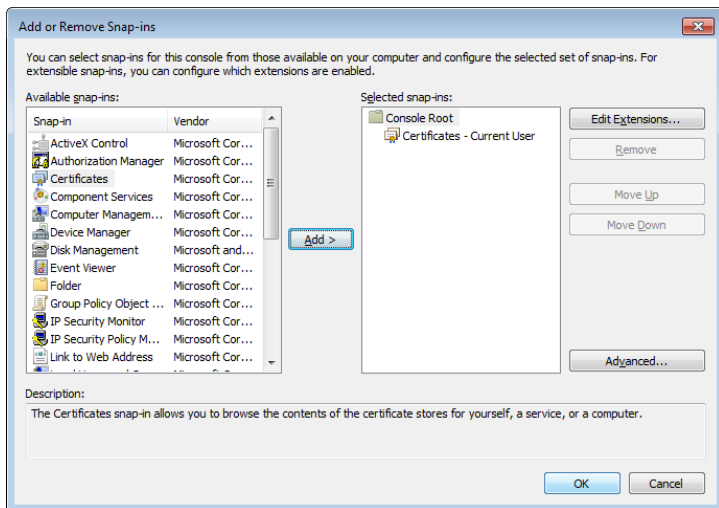 Add or Remove Snap-ins
You can select snap-ins for this console from those available on your computer and configure the selected set of snap-ins. For
extensible snap-ins, you can configure which extensions are enabled.
Available snap-ins:
Snap-in Vendor
ActiveX Control Microsoft Cor...
Authorization Manager Microsoft Cor...
Certificates Microsoft Cor...
Component Services Microsoft Cor...
Computer Managem... Microsoft Cor...
Device Manager Microsoft Cor...
Disk Management Microsoft and...
Event Viewer Microsoft Cor...
Folder Microsoft Cor...
Group Policy Object ... Microsoft Cor...
IP Security Monitor Microsoft Cor...
IP Security Policy M... Microsoft Cor...
Link to Web Address Microsoft Cor...
Add >
Selected snap-ins:
Console Root
Certificates - Current User
Edit Extensions...
Remove
Move Up
Move Down
Advanced...
Description:
The Certificates snap-in allows you to browse the contents of the certificate stores for yourself, a service, or a computer.
OK
Cancel